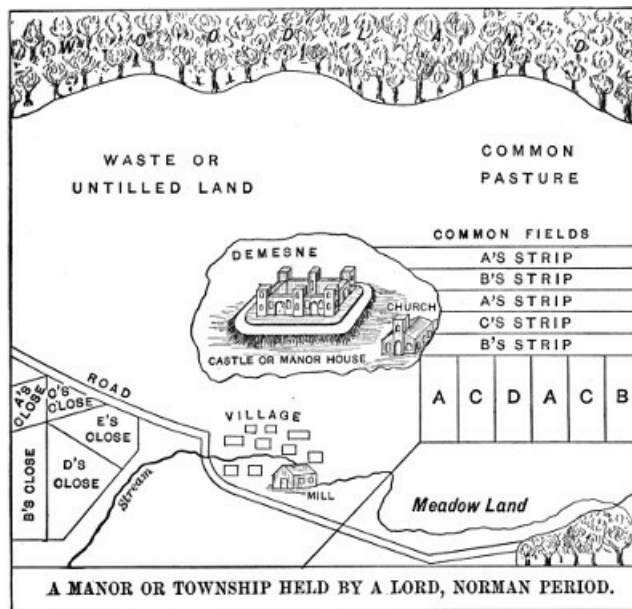 WOODLAND
WASTE OR
UNTILLED LAND
COMMON
PASTURE
COMMON FIELDS
A'S STRIP
B'S STRIP
A'S STRIP
C'S STRIP
B'S STRIP
DEMESNE
CHURCH
CASTLE OR MANOR HOUSE
A C D A C B
ROAD
A'S
CLOSE
C'S
CLOSE
E'S
CLOSE
D'S
CLOSE
B'S CLOSE
VILLAGE
MILL
Stream
Meadow Land
A MANOR OR TOWNSHIP HELD BY A LORD, NORMAN PERIOD.